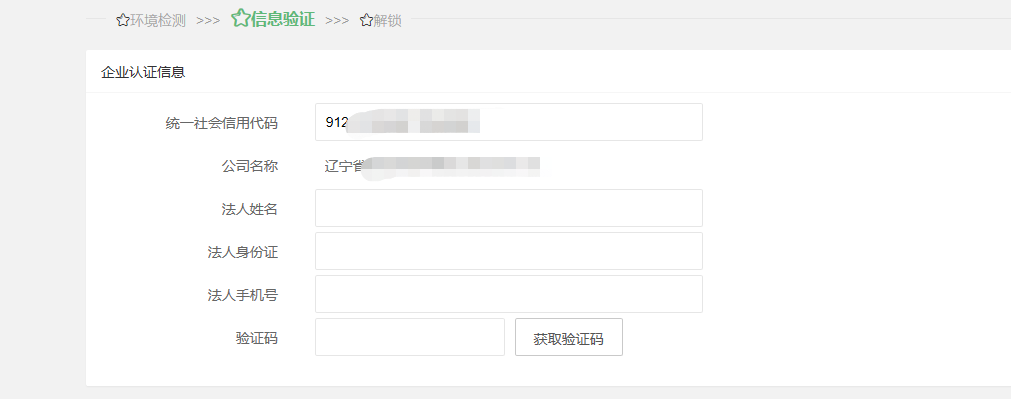 环境检测 >>> 信息验证 >>> 解锁
企业认证信息
统一社会信用代码 912
公司名称 辽宁省
法人姓名
法人身份证
法人手机号
验证码 获取验证码